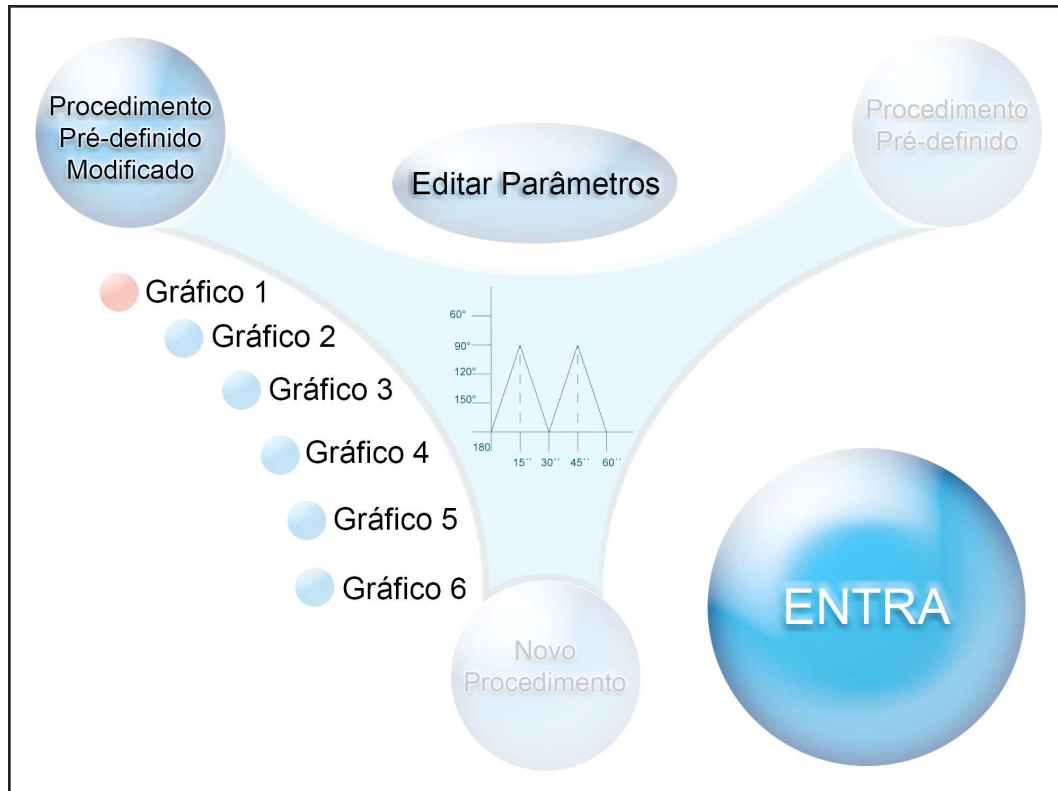 Procedimento
Pré-definido
Modificado
Procedimento
Pré-definido
Editar Parâmetros
Gráfico 1
Gráfico 2
Gráfico 3
Gráfico 4
Gráfico 5
Gráfico 6
60°
90°
120°
150°
180
15´´ 30´´ 45´´ 60´´
ENTRA
Novo
Procedimento